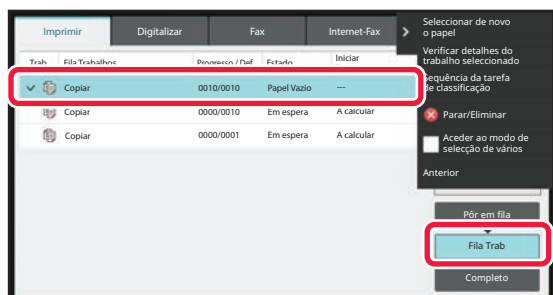 Imprimir
Digitalizar
Fax
Internet-Fax
Trab
Fila Trabalhos
Progresso / Def
Estado
Iniciar
Copiar
0010/0010
Papel Vazio
---
Copiar
0000/0010
Em espera
A calcular
Copiar
0000/0001
Em espera
A calcular
Seleccionar de novo
o papel
Verificar detalhes do
trabalho seleccionado
Sequência da tarefa
de classificação
Parar/Eliminar
Aceder ao modo de
selecção de vários
Anterior
Pôr em fila
Fila Trab
Completo